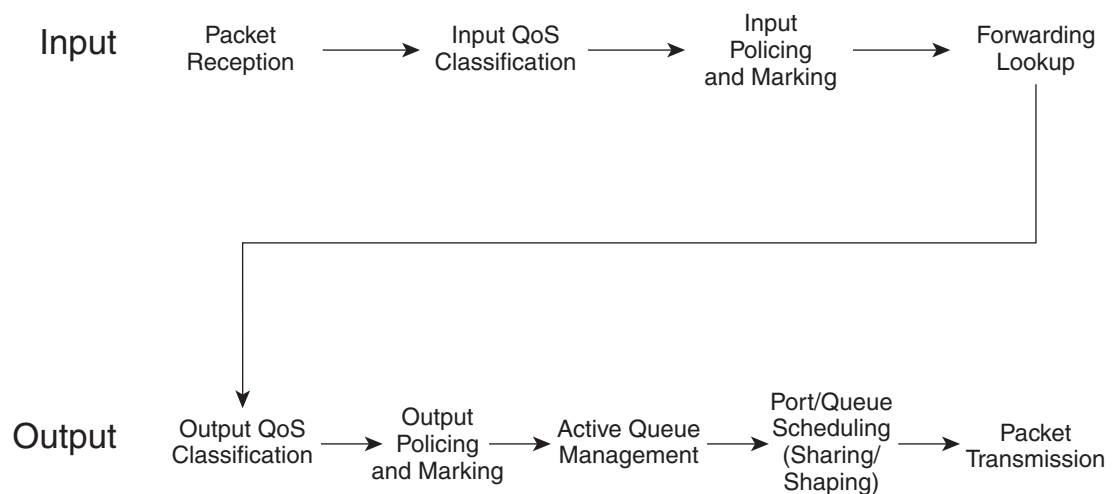 Input
Packet
Reception
Input QoS
Classification
Input
Policing
and Marking
Forwarding
Lookup
Output
Output QoS
Classification
Output
Policing
and Marking
Active Queue
Management
Port/Queue
Scheduling
(Sharing/
Shaping)
Packet
Transmission